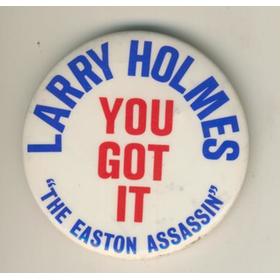 LARRY HOLMES
YOU
GOT
IT
"THE EASTON ASSASSIN"